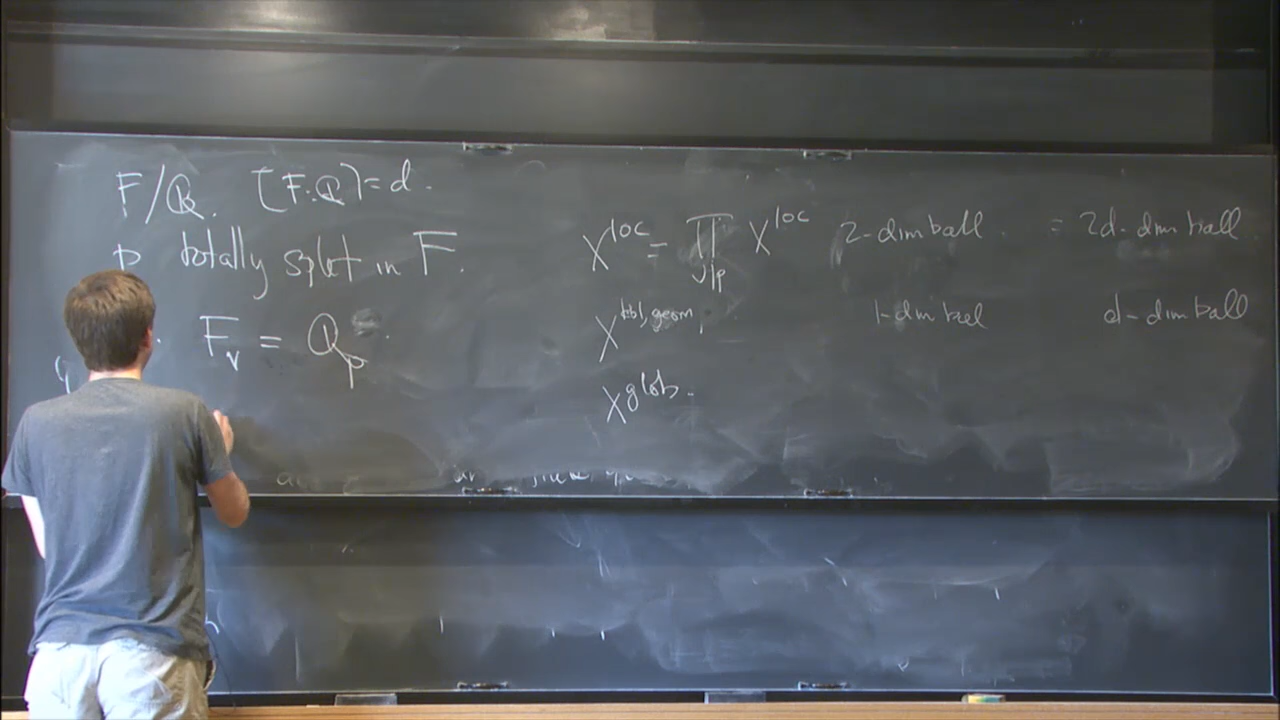 F/Q. [F:Q]=d.
p totally split in F.
F_v = Q_p.
X^loc = ∏_{v|p} X^loc 2-dim ball. = 2d-dim ball.
X^{geom}, 1-dim ball d-dim ball
X^glob.